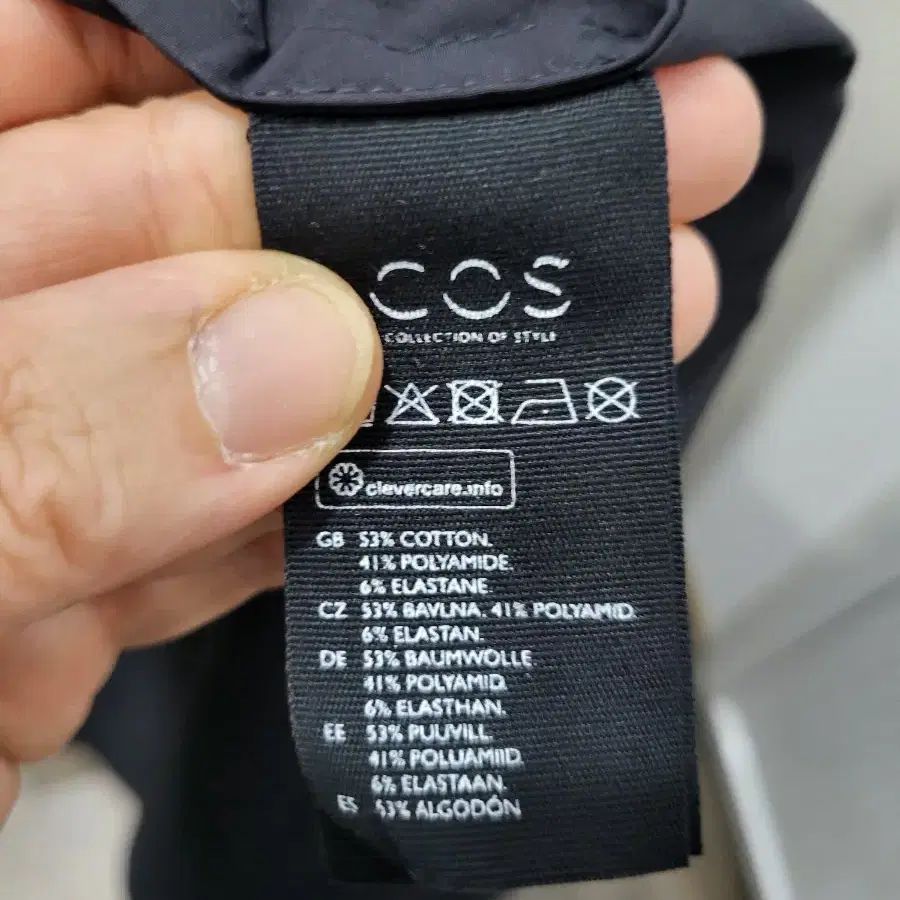 COS
COLLECTION OF STYLE
clevercare.info
GB 53% COTTON.
41% POLYAMIDE.
6% ELASTANE.
CZ 53% BAVLNA. 41% POLYAMID.
6% ELASTAN.
DE 53% BAUMWOLLE
41% POLYAMID.
6% ELASTHAN.
EE 53% PUUVILL.
41% POLUAMIID.
6% ELASTAAN.
ES 53% ALGODÓN